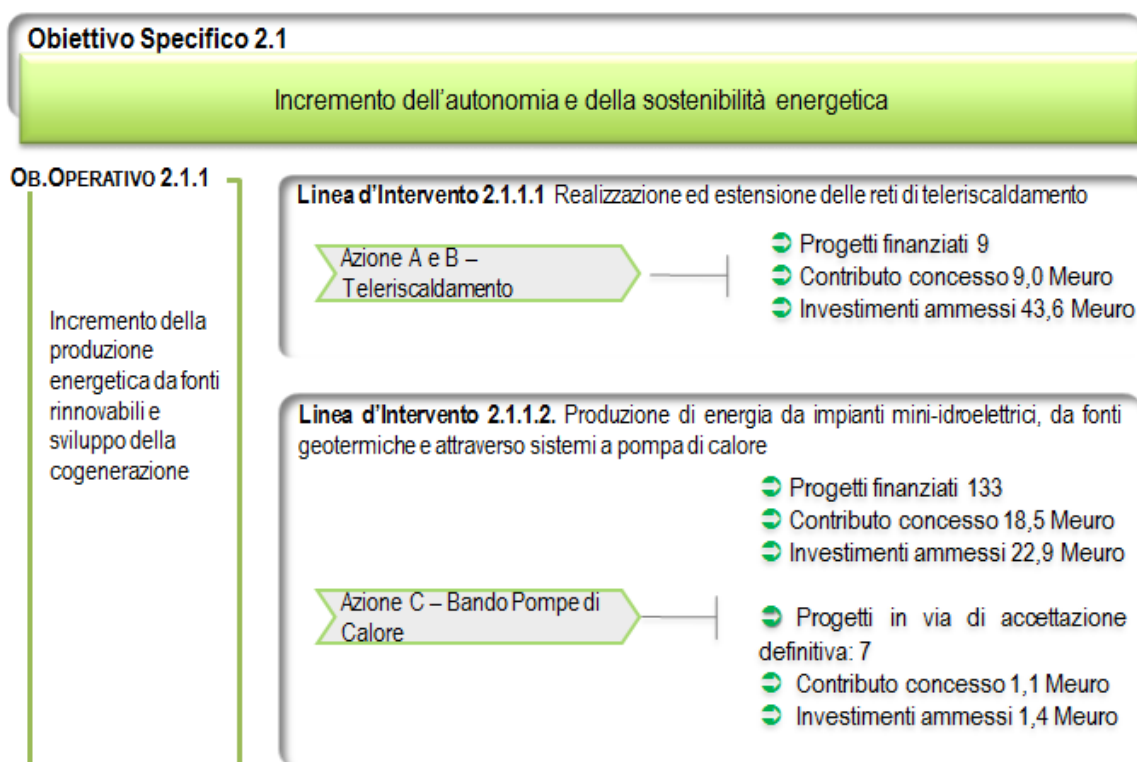 Obiettivo Specifico 2.1
Incremento dell'autonomia e della sostenibilità energetica
OB.OPERATIVO 2.1.1
Incremento della
produzione
energetica da fonti
rinnovabili e
sviluppo della
cogenerazione
Linea d'Intervento 2.1.1.1 Realizzazione ed estensione delle reti di teleriscaldamento
Azione A e B –
Teleriscaldamento
Progetti finanziati 9
Contributo concesso 9,0 Meuro
Investimenti ammessi 43,6 Meuro
Linea d'Intervento 2.1.1.2. Produzione di energia da impianti mini-idroelettrici, da fonti
geotermiche e attraverso sistemi a pompa di calore
Azione C – Bando Pompe di
Calore
Progetti finanziati 133
Contributo concesso 18,5 Meuro
Investimenti ammessi 22,9 Meuro
Progetti in via di accettazione
definitiva: 7
Contributo concesso 1,1 Meuro
Investimenti ammessi 1,4 Meuro